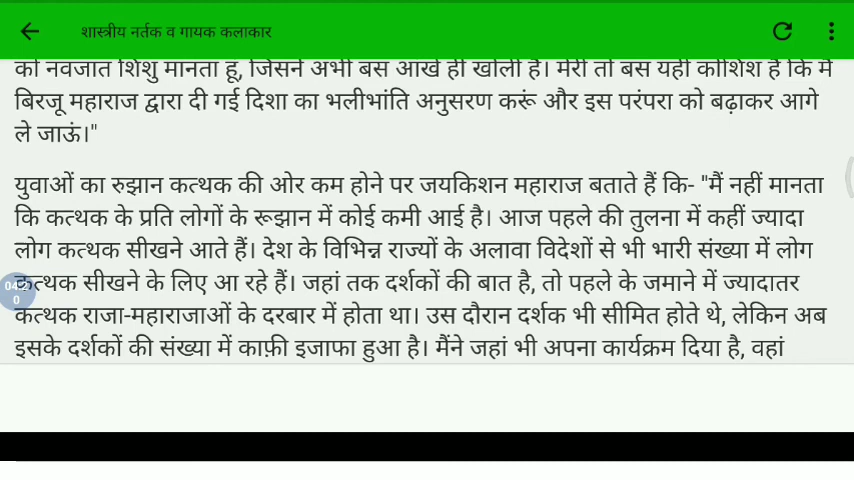 शास्त्रीय नर्तक व गायक कलाकार
को नवजात शिशु मानता हूं, जिसने अभी बस आंखें ही खोली हैं। मेरी तो बस यही कोशिश है कि मैं
बिरजू महाराज द्वारा दी गई दिशा का भलीभांति अनुसरण करूं और इस परंपरा को बढ़ाकर आगे
ले जाऊं।"
युवाओं का रुझान कत्थक की ओर कम होने पर जयकिशन महाराज बताते हैं कि- "मैं नहीं मानता
कि कत्थक के प्रति लोगों के रूझान में कोई कमी आई है। आज पहले की तुलना में कहीं ज्यादा
लोग कत्थक सीखने आते हैं। देश के विभिन्न राज्यों के अलावा विदेशों से भी भारी संख्या में लोग
कत्थक सीखने के लिए आ रहे हैं। जहां तक दर्शकों की बात है, तो पहले के जमाने में ज्यादातर
कत्थक राजा-महाराजाओं के दरबार में होता था। उस दौरान दर्शक भी सीमित होते थे, लेकिन अब
इसके दर्शकों की संख्या में काफ़ी इजाफा हुआ है। मैंने जहां भी अपना कार्यक्रम दिया है, वहां